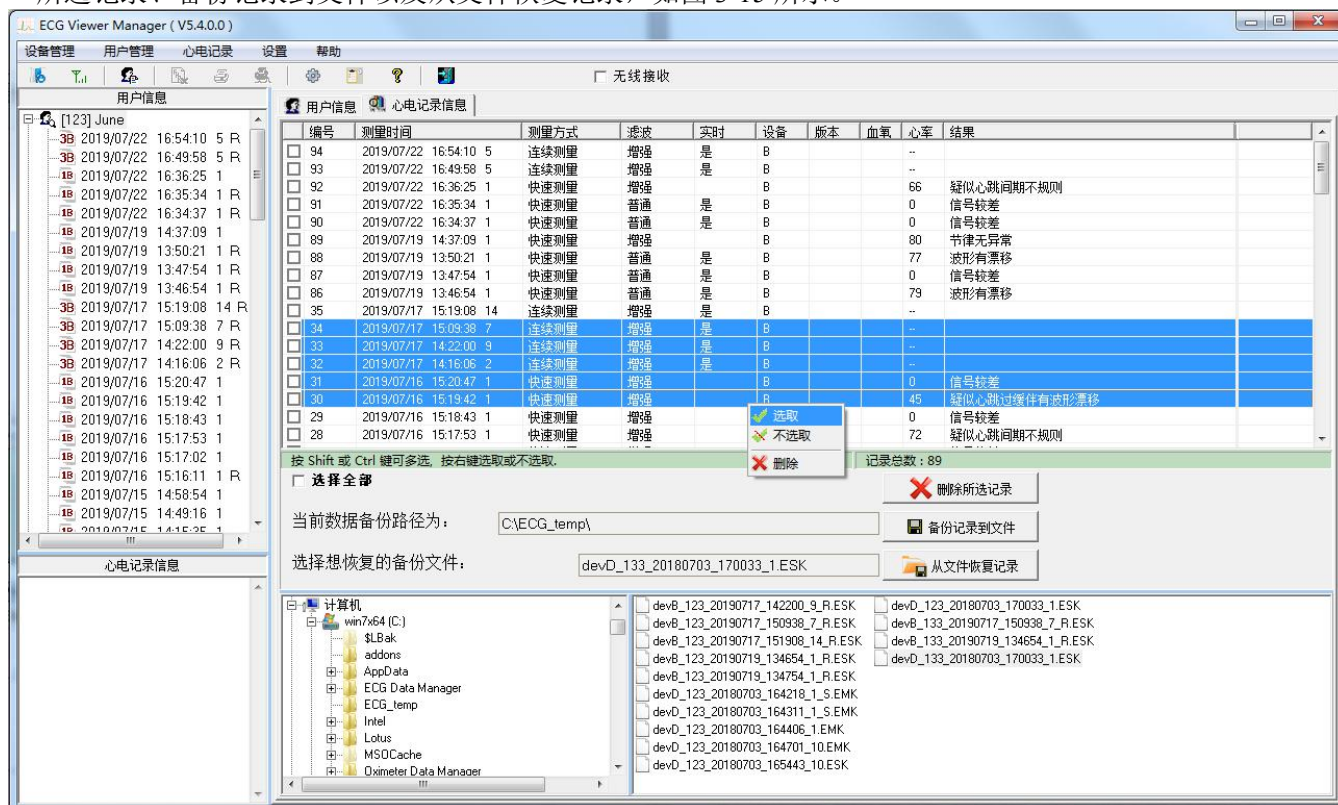 所选记录、备份记录到文件以及从文件恢复记录，如图 5-13 所示。
ECG Viewer Manager ( V5.4.0.0 )
设备管理 用户管理 心电记录 设置 帮助
无线接收
用户信息
[123] June
3B 2019/07/22 16:54:10 5 R
3B 2019/07/22 16:49:58 5 R
1B 2019/07/22 16:36:25 1
1B 2019/07/22 16:35:34 1 R
1B 2019/07/22 16:34:37 1 R
1B 2019/07/19 14:37:09 1
1B 2019/07/19 13:50:21 1 R
1B 2019/07/19 13:47:54 1 R
1B 2019/07/19 13:46:54 1 R
3B 2019/07/17 15:19:08 14 R
3B 2019/07/17 15:09:38 7 R
3B 2019/07/17 14:22:00 9 R
3B 2019/07/17 14:16:06 2 R
1B 2019/07/16 15:20:47 1
1B 2019/07/16 15:19:42 1
1B 2019/07/16 15:18:43 1
1B 2019/07/16 15:17:53 1
1B 2019/07/16 15:17:02 1
1B 2019/07/16 15:16:11 1 R
1B 2019/07/15 14:58:54 1
1B 2019/07/15 14:49:16 1
1B 2019/07/15 14:15:35 1
心电记录信息
用户信息 心电记录信息
编号 测量时间 测量方式 滤波 实时 设备 版本 血氧 心率 结果
94 2019/07/22 16:54:10 5 连续测量 增强 是 B --
93 2019/07/22 16:49:58 5 连续测量 增强 是 B --
92 2019/07/22 16:36:25 1 快速测量 增强 B 66 疑似心跳间期不规则
91 2019/07/22 16:35:34 1 快速测量 普通 是 B 0 信号较差
90 2019/07/22 16:34:37 1 快速测量 普通 是 B 0 信号较差
89 2019/07/19 14:37:09 1 快速测量 增强 B 80 节律无异常
88 2019/07/19 13:50:21 1 快速测量 普通 是 B 77 波形有漂移
87 2019/07/19 13:47:54 1 快速测量 普通 是 B 0 信号较差
86 2019/07/19 13:46:54 1 快速测量 普通 是 B 79 波形有漂移
35 2019/07/17 15:19:08 14 连续测量 增强 是 B --
34 2019/07/17 15:09:38 7 连续测量 增强 是 B --
33 2019/07/17 14:22:00 9 连续测量 增强 是 B --
32 2019/07/17 14:16:06 2 连续测量 增强 是 B --
31 2019/07/16 15:20:47 1 快速测量 增强 B 0 信号较差
30 2019/07/16 15:19:42 1 快速测量 增强 B 45 疑似心跳过缓伴有波形漂移
29 2019/07/16 15:18:43 1 快速测量 增强 0 信号较差
28 2019/07/16 15:17:53 1 快速测量 增强 72 疑似心跳间期不规则
选取
不选取
删除
按 Shift 或 Ctrl 键可多选, 按右键选取或不选取. 记录总数 : 89
选择全部
删除所选记录
当前数据备份路径为： C:\ECG_temp\ 备份记录到文件
选择想恢复的备份文件： devD_133_20180703_170033_1.ESK 从文件恢复记录
计算机
win7x64 (C:)
$LBak
addons
AppData
ECG Data Manager
ECG_temp
Intel
Lotus
MSOCache
Oximeter Data Manager
devB_123_20190717_142200_9_R.ESK
devB_123_20190717_150938_7_R.ESK
devB_123_20190717_151908_14_R.ESK
devB_123_20190719_134654_1_R.ESK
devB_123_20190719_134754_1_R.ESK
devD_123_20180703_164218_1_S.EMK
devD_123_20180703_164311_1_S.EMK
devD_123_20180703_164406_1.EMK
devD_123_20180703_164701_10.EMK
devD_123_20180703_165443_10.ESK
devD_123_20180703_170033_1.ESK
devB_133_20190717_150938_7_R.ESK
devB_133_20190719_134654_1_R.ESK
devD_133_20180703_170033_1.ESK